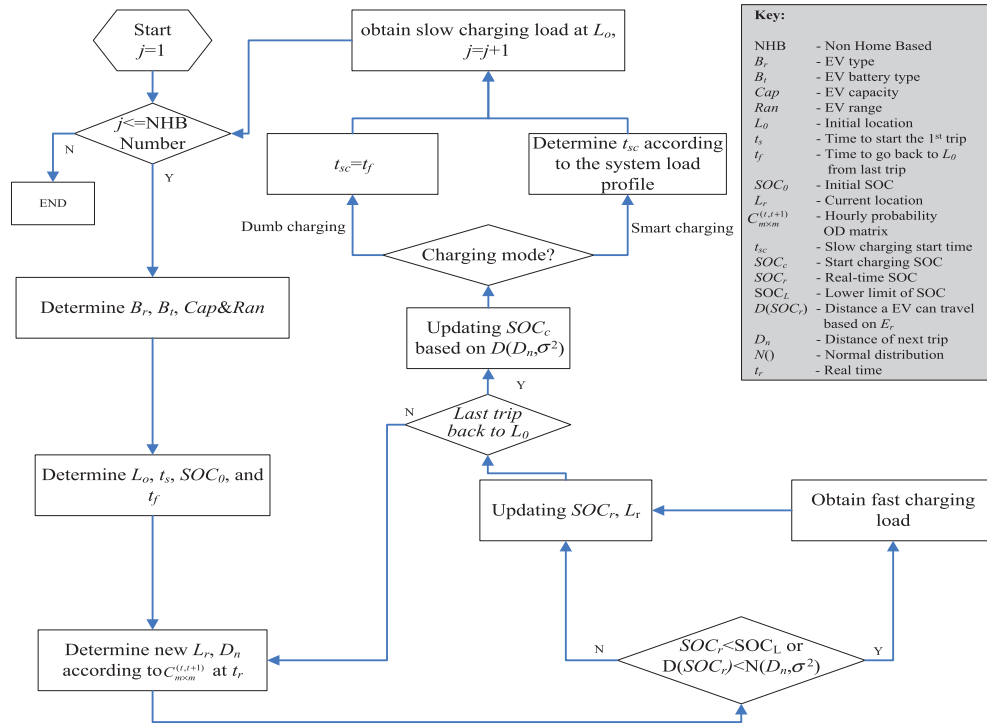 Start
j=1
j<=NHB
Number
N
Y
END
Determine Br, Bt, Cap&Ran
Determine Lo, ts, SOC0, and
tf
Determine new Lr, Dn
according to C_{m×m}^{(t,t+1)} at tr
obtain slow charging load at Lo,
j=j+1
tsc=tf
Determine tsc according
to the system load
profile
Dumb charging
Smart charging
Charging mode?
Updating SOCc
based on D(Dn,σ²)
Y
N
Last trip
back to L0
Updating SOCr, Lr
Obtain fast charging
load
N
SOCr<SOCL or
D(SOCr)<N(Dn,σ²)
Y
Key:
NHB - Non Home Based
Br - EV type
Bt - EV battery type
Cap - EV capacity
Ran - EV range
L0 - Initial location
ts - Time to start the 1st trip
tf - Time to go back to L0
from last trip
SOC0 - Initial SOC
Lr - Current location
C_{m×m}^{(t,t+1)} - Hourly probability
OD matrix
tsc - Slow charging start time
SOCc - Start charging SOC
SOCr - Real-time SOC
SOCL - Lower limit of SOC
D(SOCr) - Distance a EV can travel
based on Er
Dn - Distance of next trip
N() - Normal distribution
tr - Real time